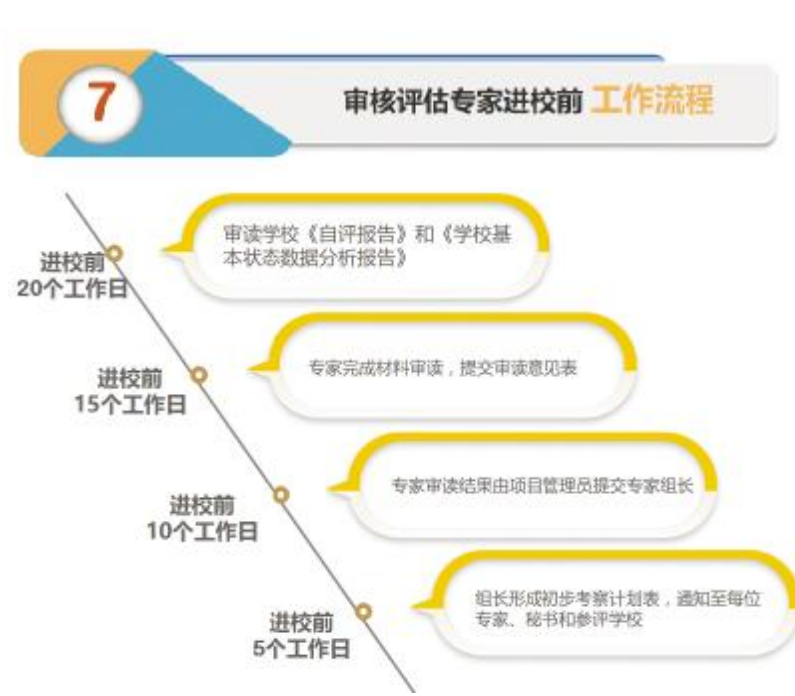 7
审核评估专家进校前 工作流程
进校前
20个工作日
审读学校《自评报告》和《学校基
本状态数据分析报告》
进校前
15个工作日
专家完成材料审读，提交审读意见表
进校前
10个工作日
专家审读结果由项目管理员提交专家组长
进校前
5个工作日
组长形成初步考察计划表，通知至每位
专家、秘书和参评学校